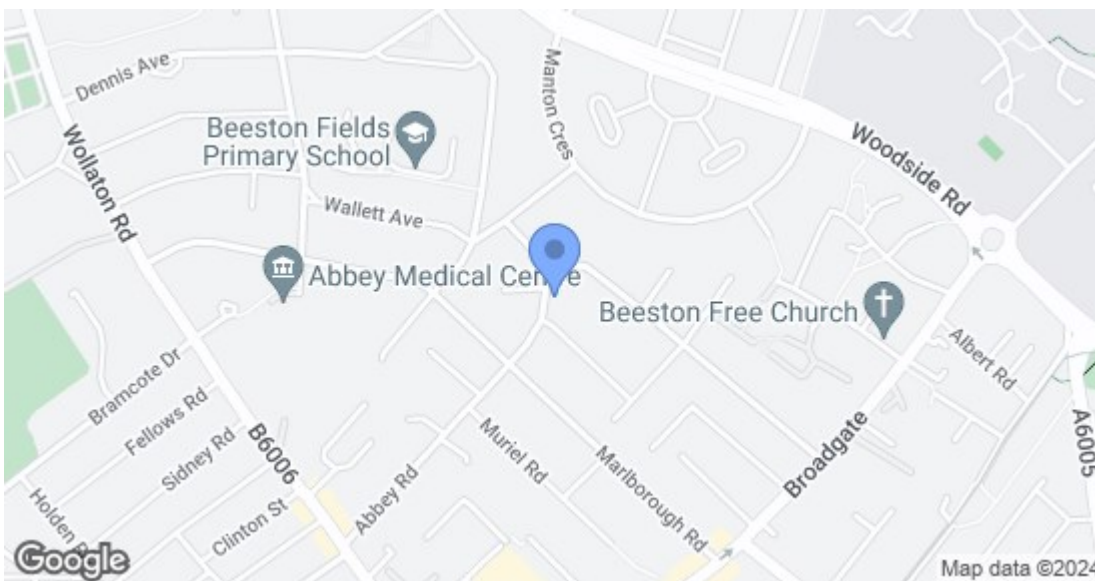 Dennis Ave
Manton Cres
Beeston Fields
Primary School
Woodside Rd
Wollaton Rd
Wallett Ave
Abbey Medical Centre
Beeston Free Church
Albert Rd
Bramcote Dr
Fellows Rd
Sidney Rd
B6006
Muriel Rd
Marlborough Rd
Broadgate
A6005
Holden
Clinton St
Abbey Rd
Google
Map data ©2024